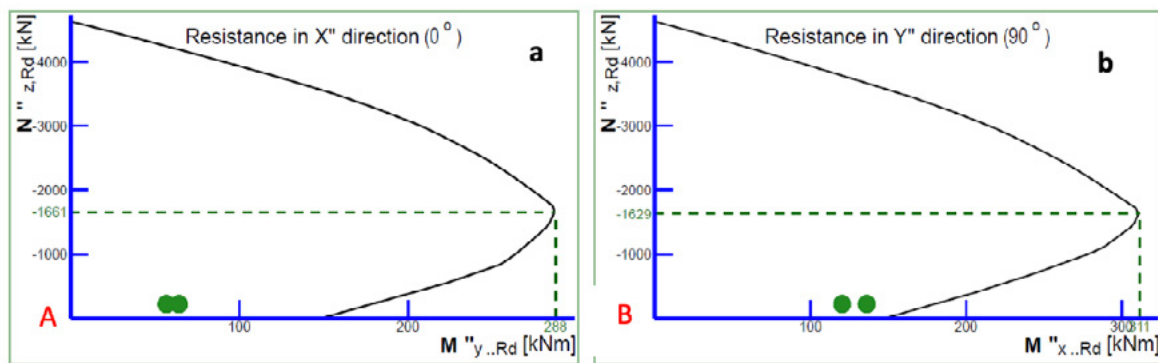 Resistance in X" direction (0°)
a
N"z,Rd [kN]
-4000
-3000
-2000
-1661
-1000
A
100
200
288
M"y..Rd [kNm]
Resistance in Y" direction (90°)
b
N"z,Rd [kN]
-4000
-3000
-2000
-1629
-1000
B
100
200
300
311
M"x..Rd [kNm]